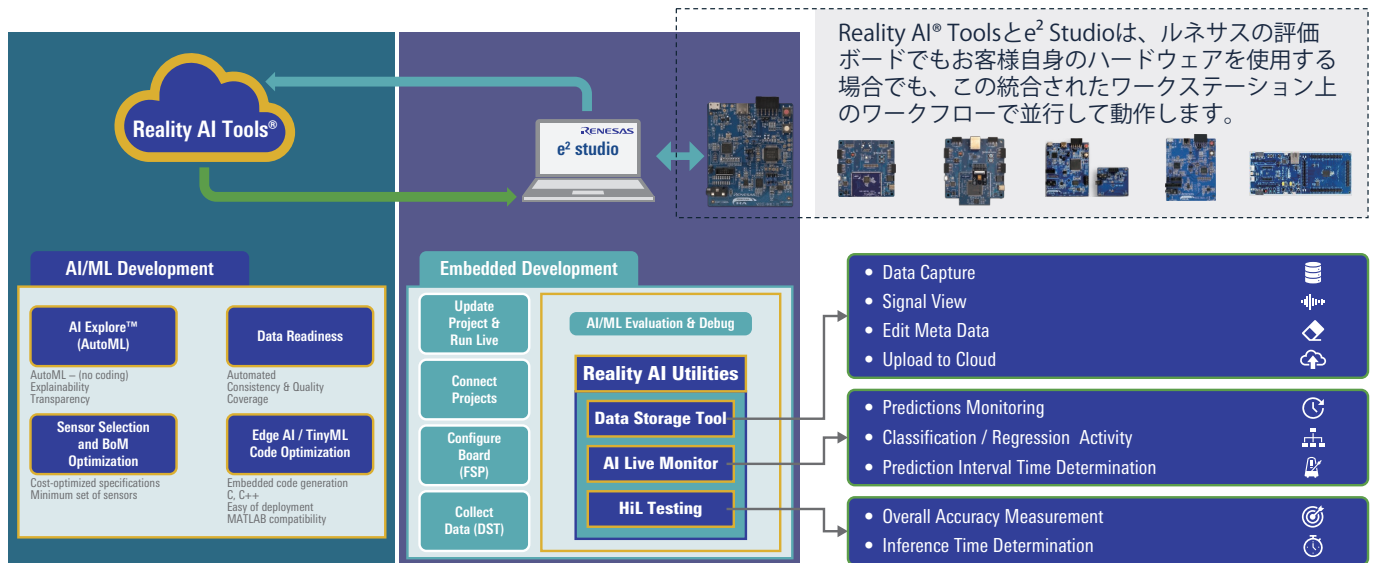 Reality AI® Toolsとe² Studioは、ルネサスの評価
ボードでもお客様自身のハードウェアを使用する
場合でも、この統合されたワークステーション上
のワークフローで並行して動作します。
Reality AI Tools®
RENESAS
e² studio
AI/ML Development
AI Explore™
(AutoML)
AutoML – (no coding)
Explainability
Transparency
Data Readiness
Automated
Consistency & Quality
Coverage
Sensor Selection
and BoM
Optimization
Cost-optimized specifications
Minimum set of sensors
Edge AI / TinyML
Code Optimization
Embedded code generation
C, C++
Easy of deployment
MATLAB compatibility
Embedded Development
Update
Project &
Run Live
Connect
Projects
Configure
Board
(FSP)
Collect
Data (DST)
AI/ML Evaluation & Debug
Reality AI Utilities
Data Storage Tool
AI Live Monitor
HiL Testing
• Data Capture
• Signal View
• Edit Meta Data
• Upload to Cloud
• Predictions Monitoring
• Classification / Regression Activity
• Prediction Interval Time Determination
• Overall Accuracy Measurement
• Inference Time Determination